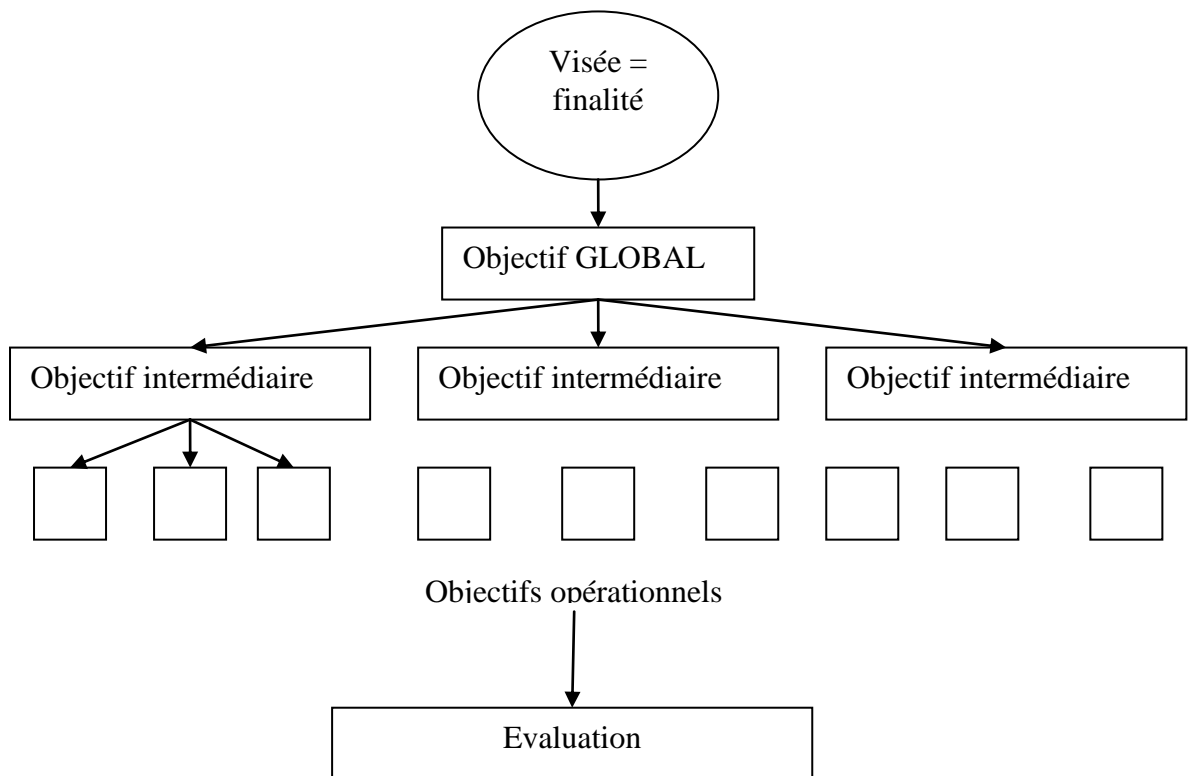 Visée =
finalité
Objectif GLOBAL
Objectif intermédiaire
Objectif intermédiaire
Objectif intermédiaire
Objectifs opérationnels
Evaluation